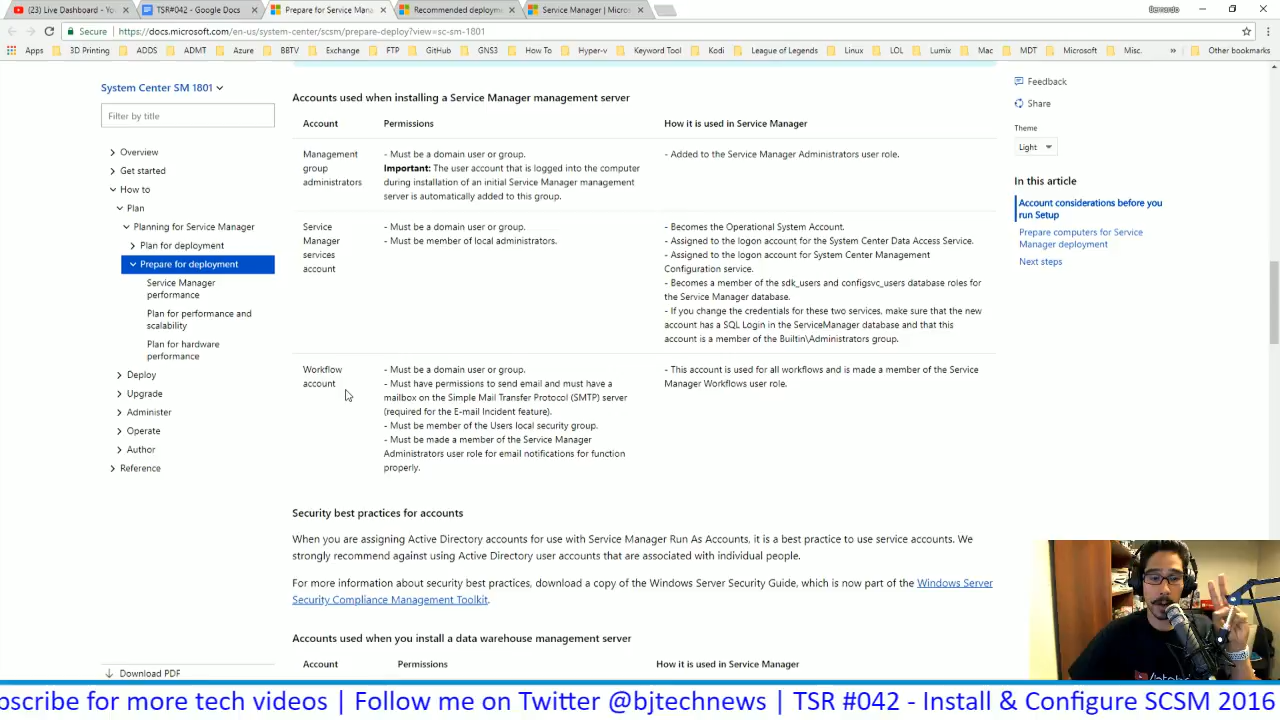 (23) Live Dashboard - Yo
TSR#042 - Google Docs
Prepare for Service Mana
Recommended deploym
Service Manager | Micros
Bernardo
Secure | https://docs.microsoft.com/en-us/system-center/scsm/prepare-deploy?view=sc-sm-1801
Apps 3D Printing ADDS ADMT Azure BBTV Exchange FTP GitHub GNS3 How To Hyper-v Keyword Tool Kodi League of Legends Linux LOL Lumix Mac MDT Microsoft Misc. » Other bookmarks
System Center SM 1801
Filter by title
Overview
Get started
How to
Plan
Planning for Service Manager
Plan for deployment
Prepare for deployment
Service Manager
performance
Plan for performance and
scalability
Plan for hardware
performance
Deploy
Upgrade
Administer
Operate
Author
Reference
Download PDF
Accounts used when installing a Service Manager management server
Account Permissions How it is used in Service Manager
Management
group
administrators
- Must be a domain user or group.
Important: The user account that is logged into the computer
during installation of an initial Service Manager management
server is automatically added to this group.
- Added to the Service Manager Administrators user role.
Service
Manager
services
account
- Must be a domain user or group.
- Must be member of local administrators.
- Becomes the Operational System Account.
- Assigned to the logon account for the System Center Data Access Service.
- Assigned to the logon account for System Center Management
Configuration service.
- Becomes a member of the sdk_users and configsvc_users database roles for
the Service Manager database.
- If you change the credentials for these two services, make sure that the new
account has a SQL Login in the ServiceManager database and that this
account is a member of the Builtin\Administrators group.
Workflow
account
- Must be a domain user or group.
- Must have permissions to send email and must have a
mailbox on the Simple Mail Transfer Protocol (SMTP) server
(required for the E-mail Incident feature).
- Must be member of the Users local security group.
- Must be made a member of the Service Manager
Administrators user role for email notifications for function
properly.
- This account is used for all workflows and is made a member of the Service
Manager Workflows user role.
Security best practices for accounts
When you are assigning Active Directory accounts for use with Service Manager Run As Accounts, it is a best practice to use service accounts. We
strongly recommend against using Active Directory user accounts that are associated with individual people.
For more information about security best practices, download a copy of the Windows Server Security Guide, which is now part of the Windows Server
Security Compliance Management Toolkit.
Accounts used when you install a data warehouse management server
Account Permissions How it is used in Service Manager
Feedback
Share
Theme
Light
In this article
Account considerations before you
run Setup
Prepare computers for Service
Manager deployment
Next steps
bscribe for more tech videos | Follow me on Twitter @bjtechnews | TSR #042 - Install & Configure SCSM 2016